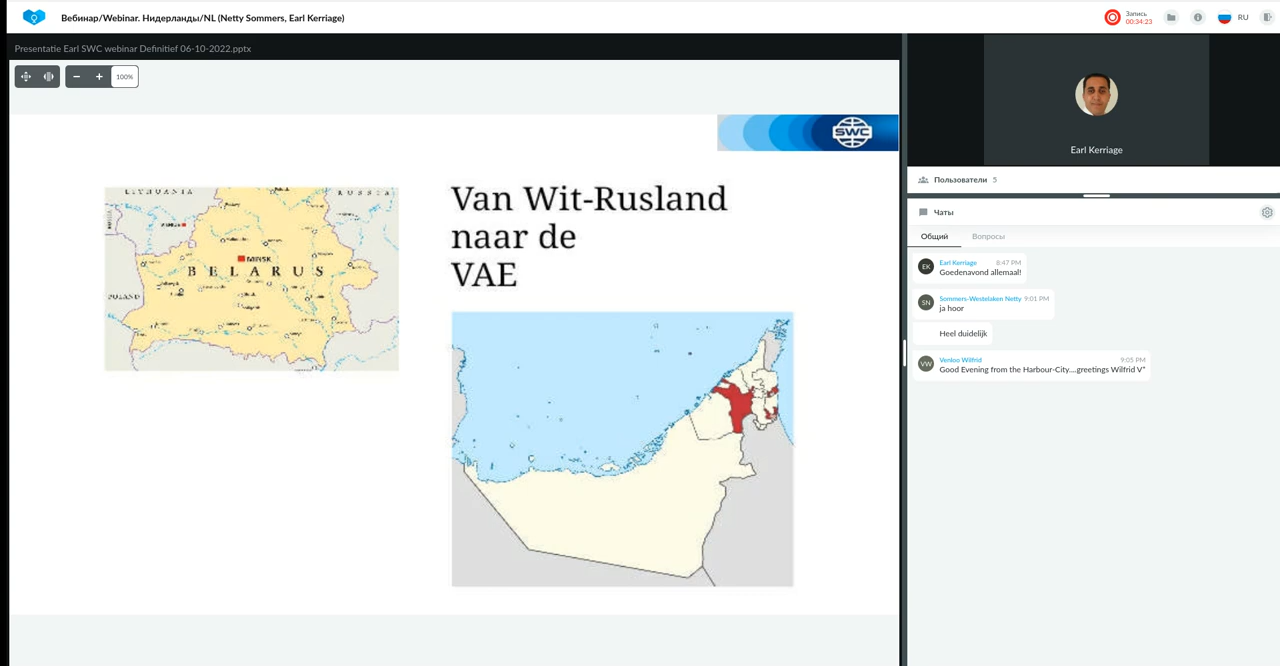 Вебинар/Webinar. Нидерланды/NL (Netty Sommers, Earl Kerriage)
Запись
00:34:23
RU
Presentatie Earl SWC webinar Definitief 06-10-2022.pptx
100%
SWC
Van Wit-Rusland
naar de
VAE
LITHUANIA
RUSSIA
MINSK
BELARUS
POLAND
Earl Kerriage
Пользователи 5
Чаты
Общий Вопросы
EK
Earl Kerriage 8:47 PM
Goedenavond allemaal!
SN
Sommers-Westelaken Netty 9:01 PM
ja hoor
Heel duidelijk
VW
Venloo Wilfrid 9:05 PM
Good Evening from the Harbour-City....greetings Wilfrid V"